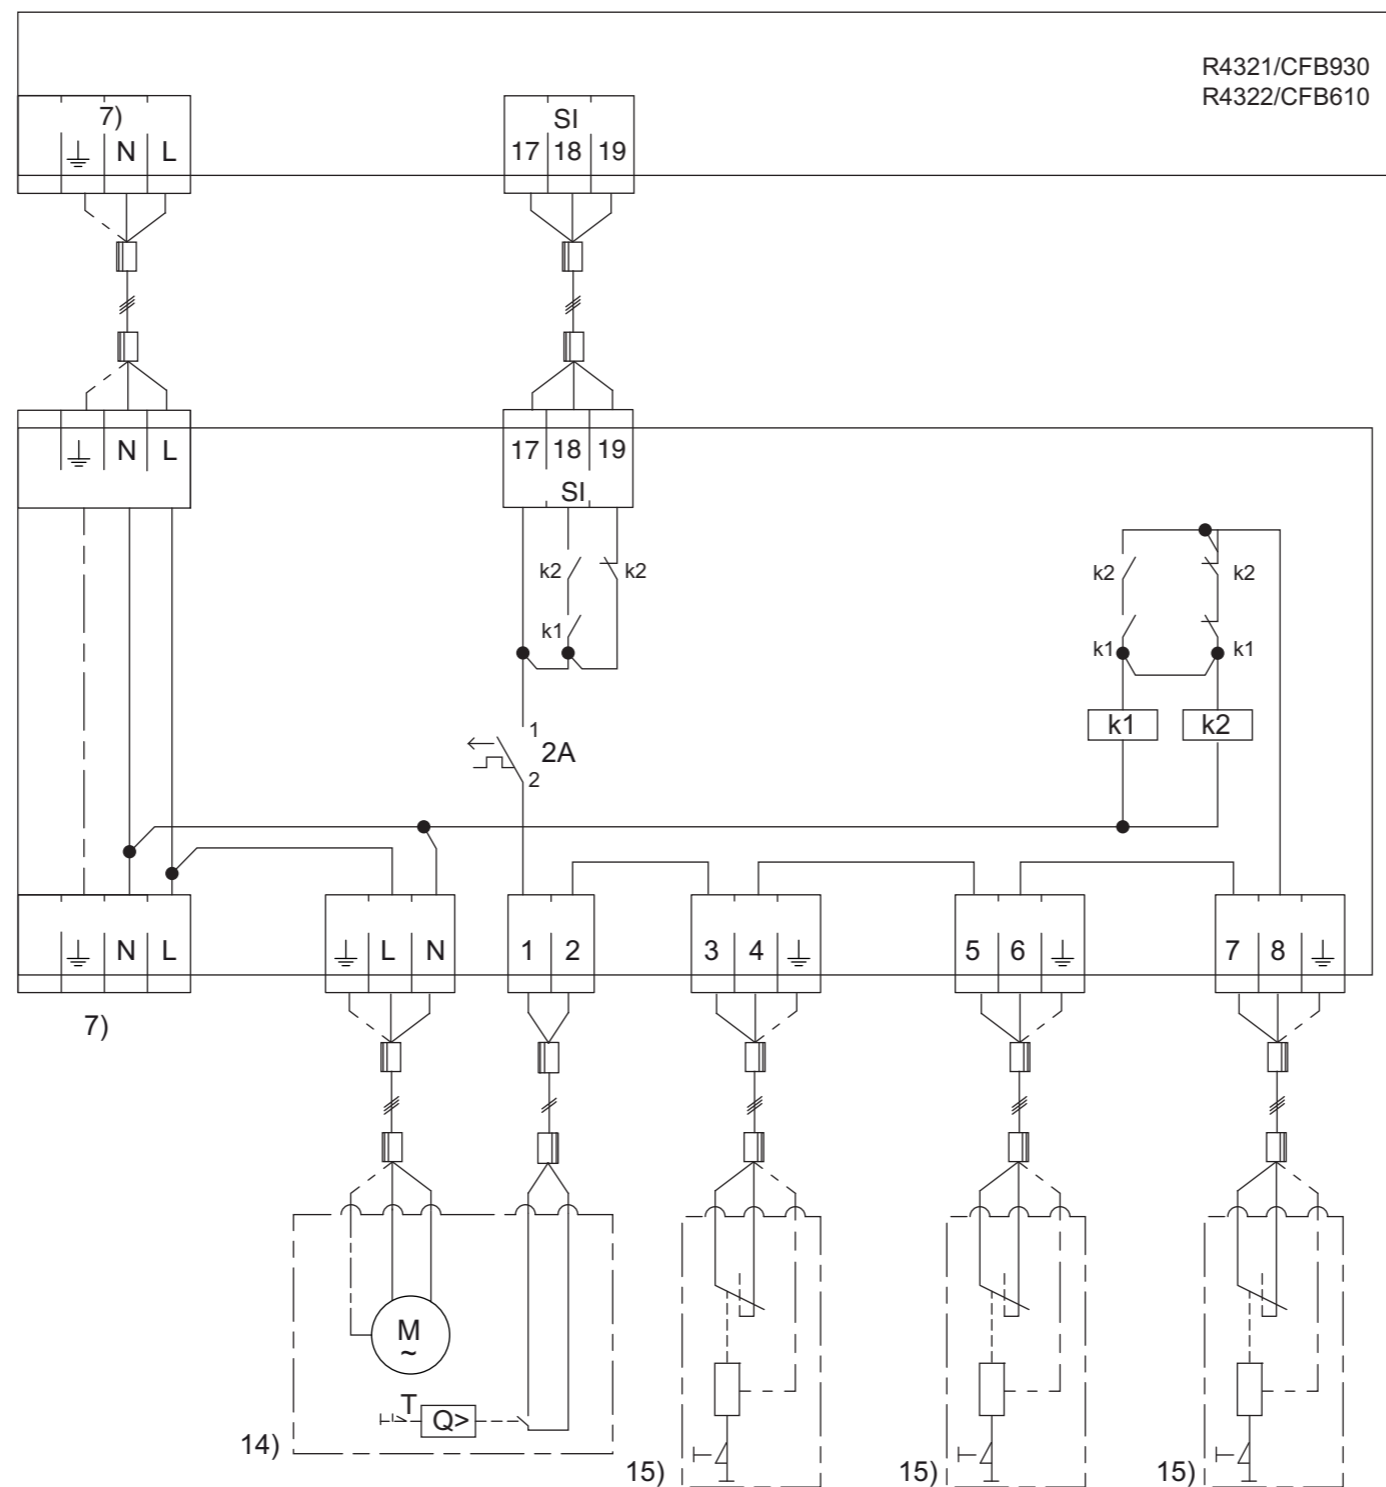 R4321/CFB930
R4322/CFB610
7)
SI
N L
17 18 19
N L
17 18 19
SI
k2 k2
k2 k2
k1
k1 k1
k1 k2
1
2A
2
N L
L N
1 2
3 4
5 6
7 8
7)
M
~
T
Q>
14)
15)
15)
15)